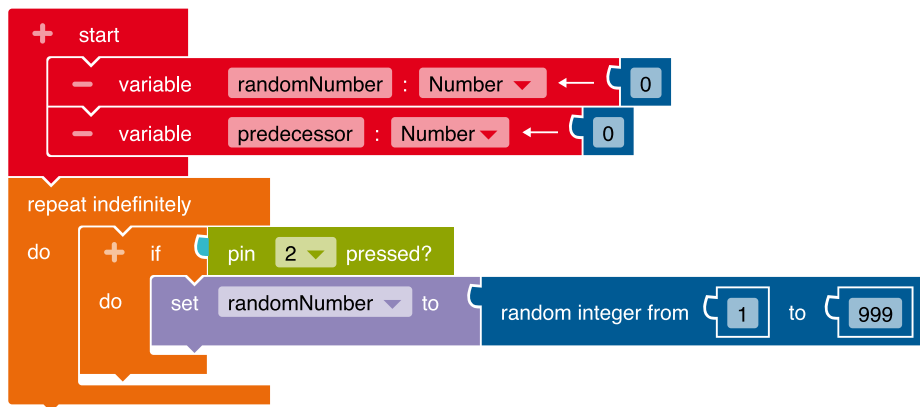 + start
− variable randomNumber : Number ← 0
− variable predecessor : Number ← 0
repeat indefinitely
do + if pin 2 pressed?
do set randomNumber to random integer from 1 to 999